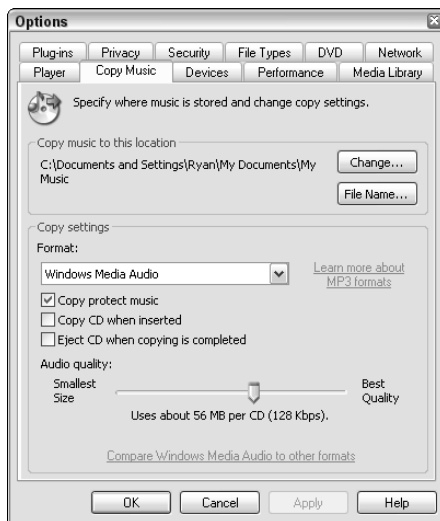 Options
Plug-ins Privacy Security File Types DVD Network
Player Copy Music Devices Performance Media Library
Specify where music is stored and change copy settings.
Copy music to this location
C:\Documents and Settings\Ryan\My Documents\My
Music
Change...
File Name...
Copy settings
Format:
Windows Media Audio
Learn more about
MP3 formats
Copy protect music
Copy CD when inserted
Eject CD when copying is completed
Audio quality:
Smallest
Size
Best
Quality
Uses about 56 MB per CD (128 Kbps).
Compare Windows Media Audio to other formats
OK Cancel Apply Help